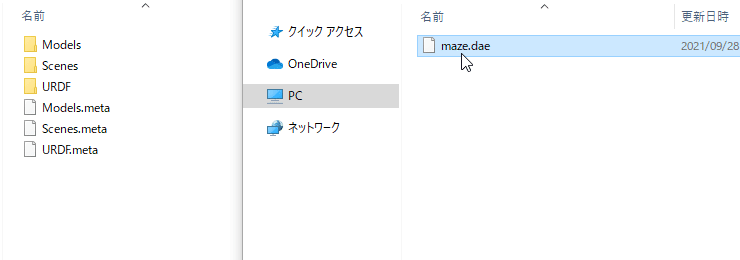 名前
Models
Scenes
URDF
Models.meta
Scenes.meta
URDF.meta
クイック アクセス
OneDrive
PC
ネットワーク
名前 更新日時
maze.dae 2021/09/28